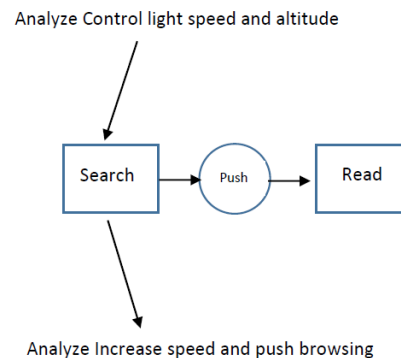 Analyze Control light speed and altitude
Search
Push
Read
Analyze Increase speed and push browsing